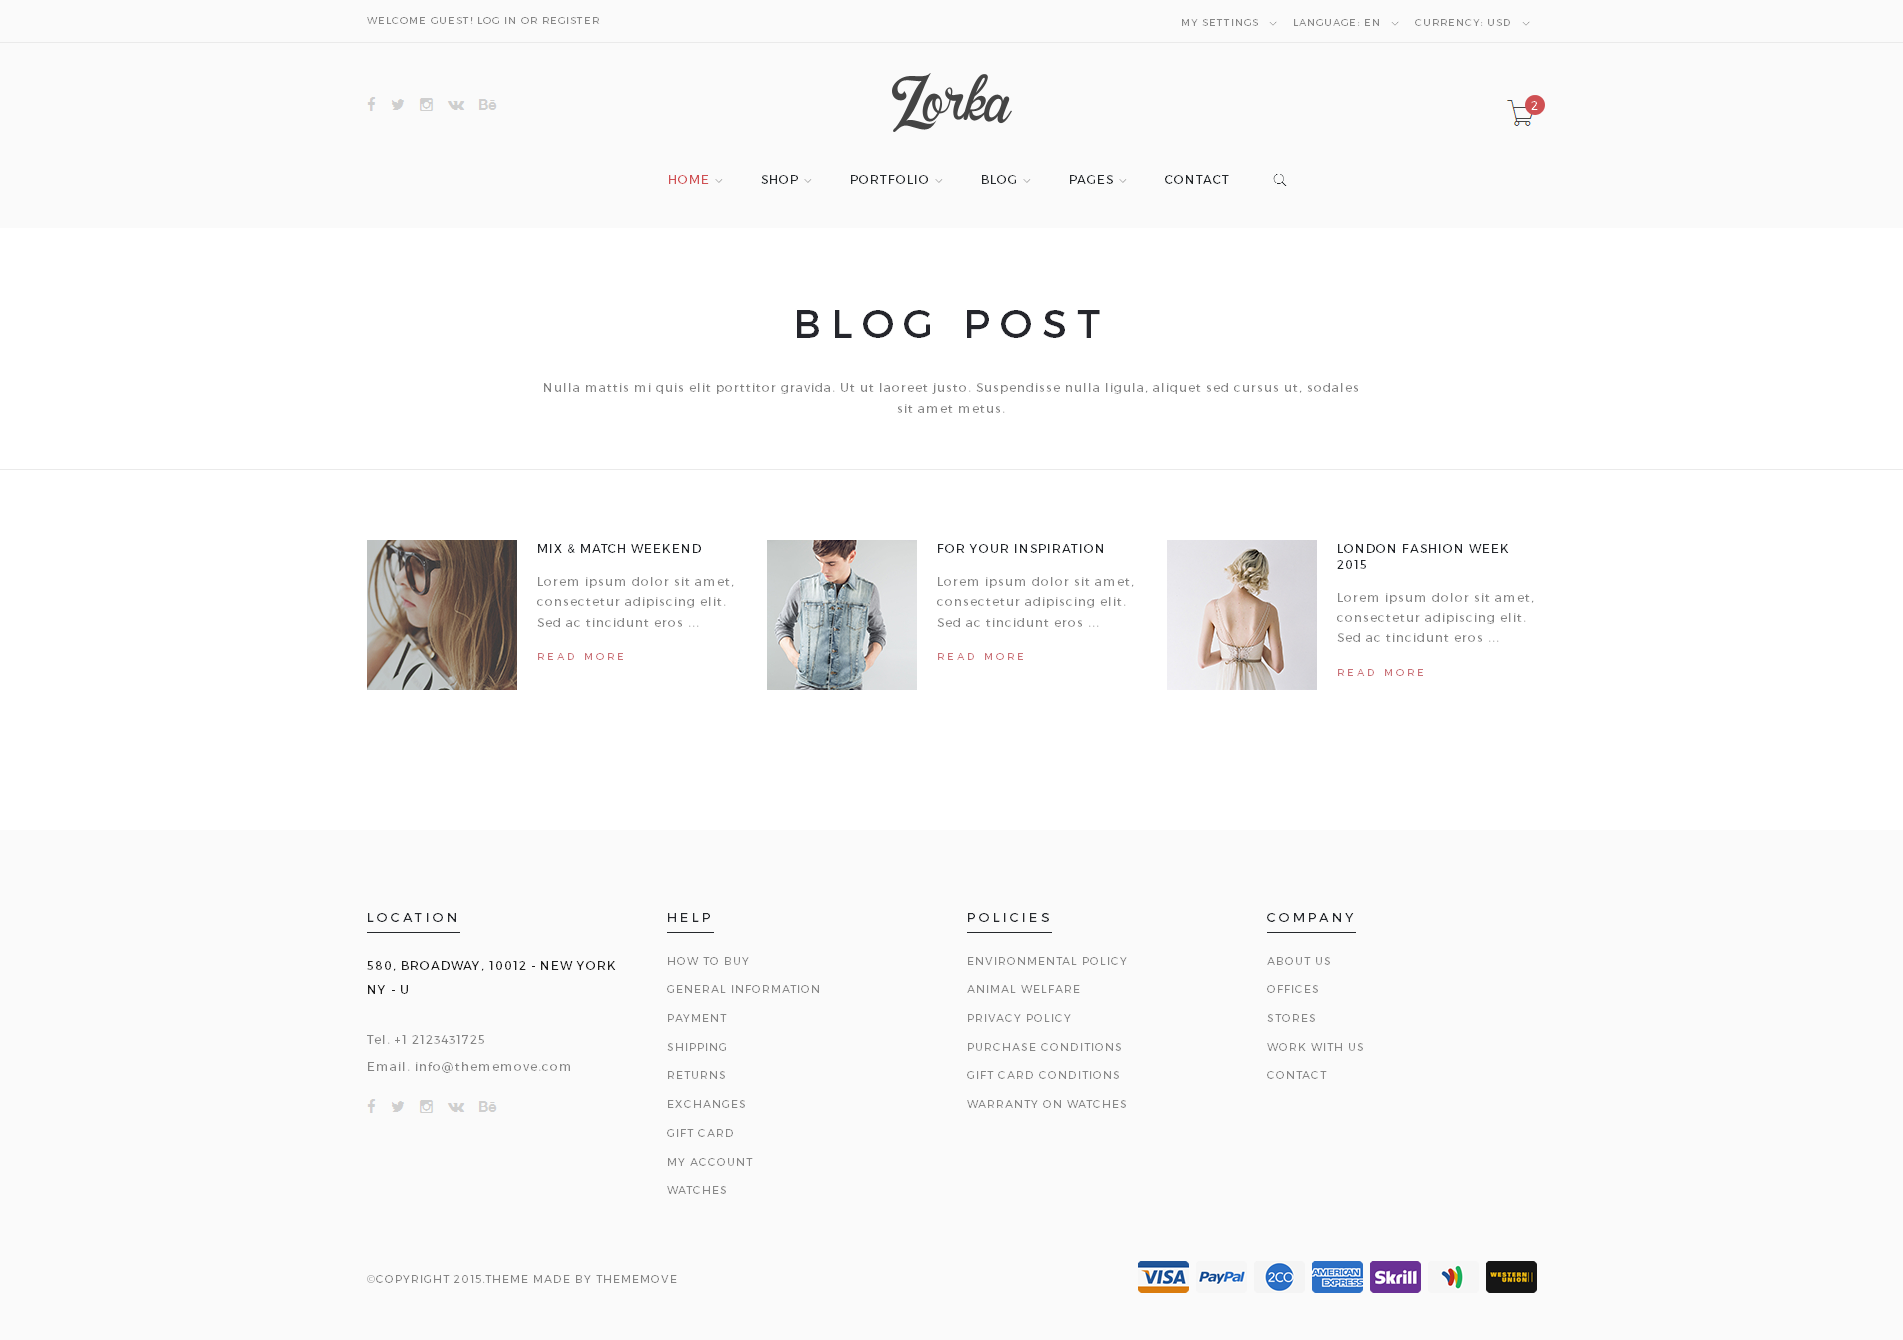 WELCOME GUEST! LOG IN OR REGISTER
MY SETTINGS LANGUAGE: EN CURRENCY: USD
Bē
Zorka
2
HOME SHOP PORTFOLIO BLOG PAGES CONTACT
BLOG POST
Nulla mattis mi quis elit porttitor gravida. Ut ut laoreet justo. Suspendisse nulla ligula, aliquet sed cursus ut, sodales
sit amet metus.
MIX & MATCH WEEKEND
Lorem ipsum dolor sit amet,
consectetur adipiscing elit.
Sed ac tincidunt eros ...
READ MORE
FOR YOUR INSPIRATION
Lorem ipsum dolor sit amet,
consectetur adipiscing elit.
Sed ac tincidunt eros ...
READ MORE
LONDON FASHION WEEK
2015
Lorem ipsum dolor sit amet,
consectetur adipiscing elit.
Sed ac tincidunt eros ...
READ MORE
LOCATION
580, BROADWAY, 10012 - NEW YORK
NY - U
Tel. +1 2123431725
Email. info@thememove.com
Bē
HELP
HOW TO BUY
GENERAL INFORMATION
PAYMENT
SHIPPING
RETURNS
EXCHANGES
GIFT CARD
MY ACCOUNT
WATCHES
POLICIES
ENVIRONMENTAL POLICY
ANIMAL WELFARE
PRIVACY POLICY
PURCHASE CONDITIONS
GIFT CARD CONDITIONS
WARRANTY ON WATCHES
COMPANY
ABOUT US
OFFICES
STORES
WORK WITH US
CONTACT
©COPYRIGHT 2015.THEME MADE BY THEMEMOVE
VISA
PayPal
2CO
AMERICAN
EXPRESS
Skrill
WESTERN
UNION